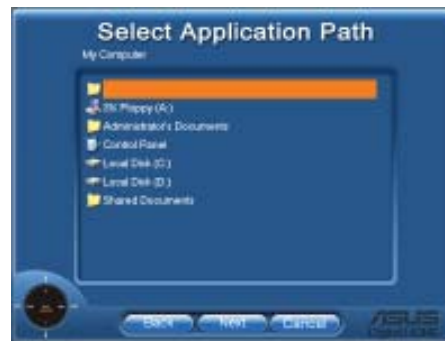 Select Application Path
My Computer
3½ Floppy (A:)
Administrator's Documents
Control Panel
Local Disk (C:)
Local Disk (D:)
Shared Documents
Back Next Cancel
ASUS